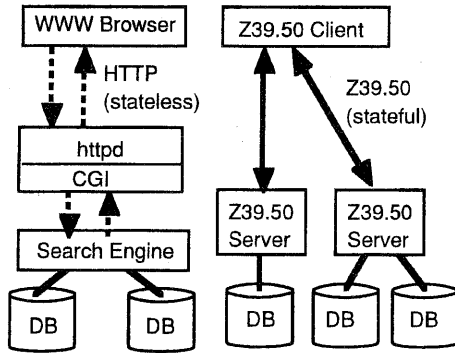 WWW Browser
HTTP
(stateless)
httpd
CGI
Search Engine
DB
DB
Z39.50 Client
Z39.50
(stateful)
Z39.50
Server
Z39.50
Server
DB
DB
DB